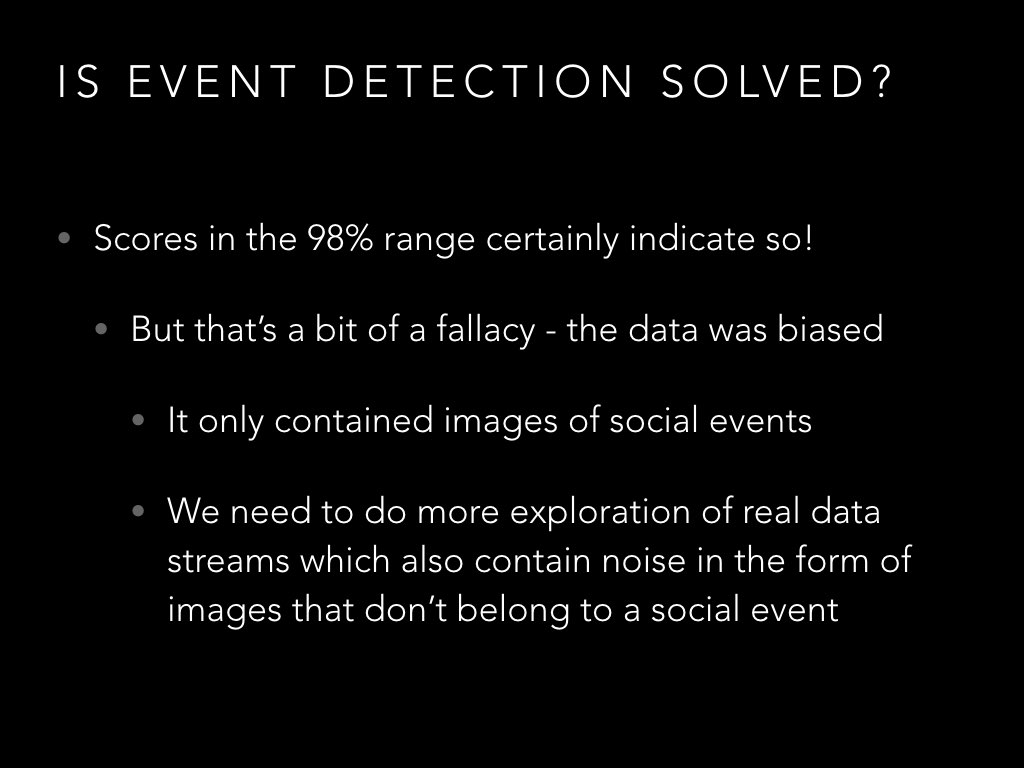 IS EVENT DETECTION SOLVED?
• Scores in the 98% range certainly indicate so!
• But that’s a bit of a fallacy - the data was biased
• It only contained images of social events
• We need to do more exploration of real data
streams which also contain noise in the form of
images that don’t belong to a social event